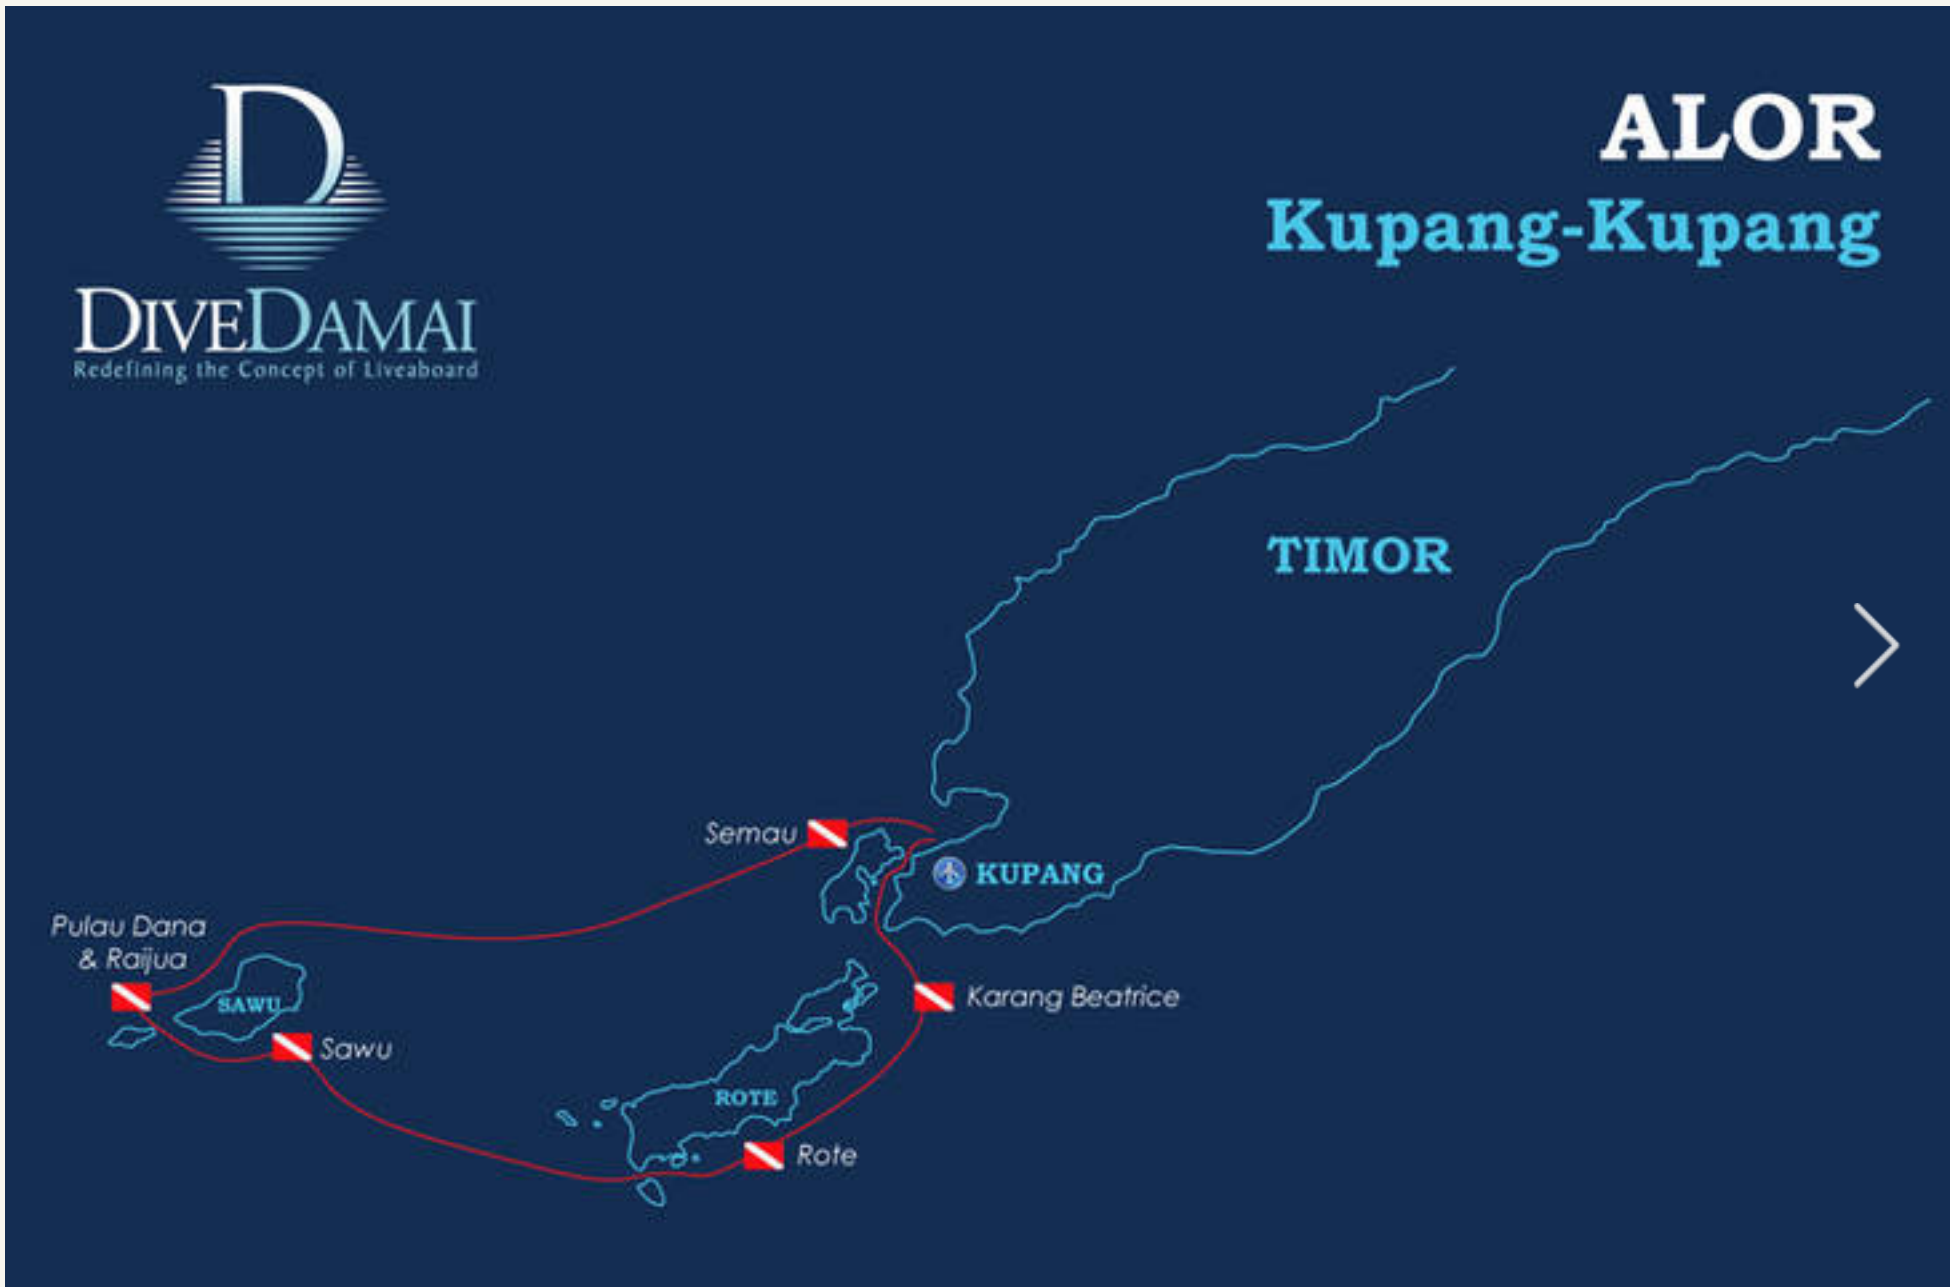 D
DIVEDAMAI
Redefining the Concept of Liveaboard
ALOR
Kupang-Kupang
TIMOR
Semau
KUPANG
Pulau Dana
& Raijua
SAWU
Karang Beatrice
Sawu
ROTE
Rote